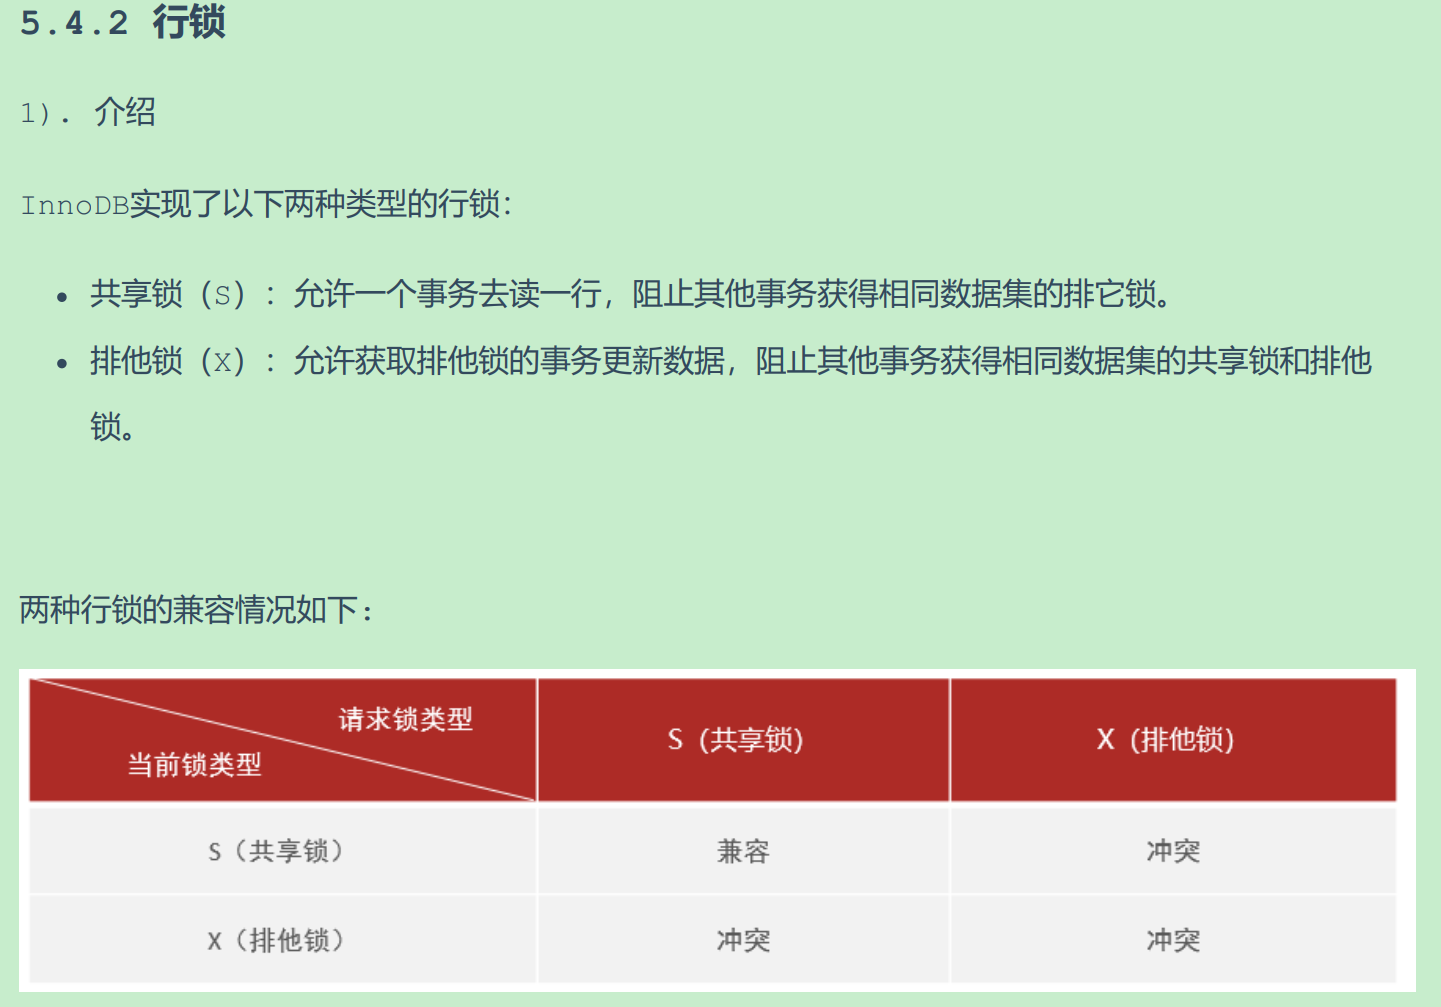 5.4.2 行锁
1). 介绍
InnoDB实现了以下两种类型的行锁：
• 共享锁（S）：允许一个事务去读一行，阻止其他事务获得相同数据集的排它锁。
• 排他锁（X）：允许获取排他锁的事务更新数据，阻止其他事务获得相同数据集的共享锁和排他
锁。
两种行锁的兼容情况如下:
请求锁类型
当前锁类型
S（共享锁）
X（排他锁）
S（共享锁）
兼容
冲突
X（排他锁）
冲突
冲突